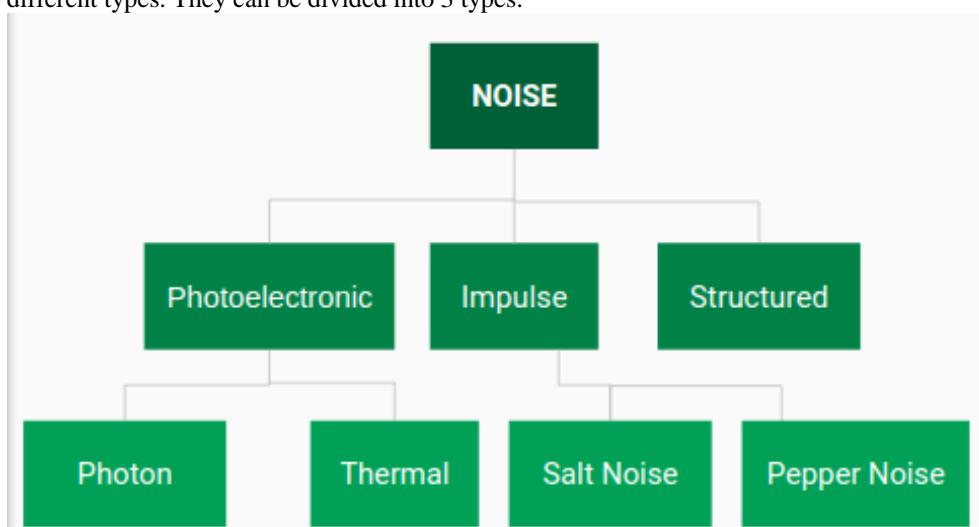 different types. They can be divided into 3 types.
NOISE
Photoelectronic Impulse Structured
Photon Thermal Salt Noise Pepper Noise